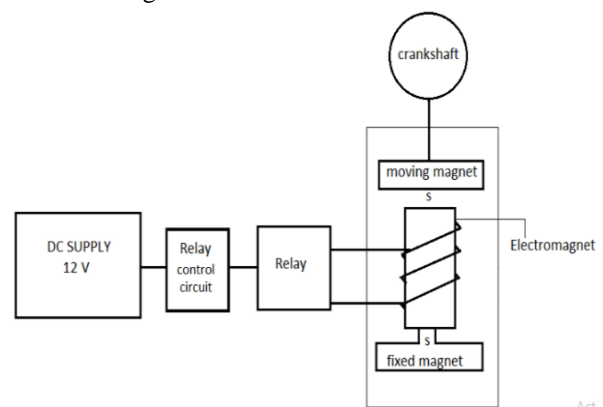 crankshaft
moving magnet
s
DC SUPPLY
12 V
Relay
control
circuit
Relay
Electromagnet
s
fixed magnet